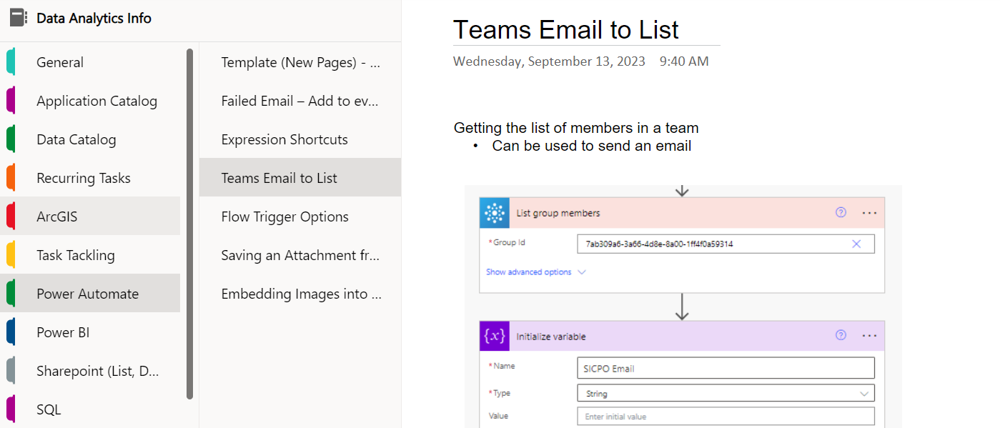 Data Analytics Info
General
Application Catalog
Data Catalog
Recurring Tasks
ArcGIS
Task Tackling
Power Automate
Power BI
Sharepoint (List, D...
SQL
Template (New Pages) - ...
Failed Email – Add to ev...
Expression Shortcuts
Teams Email to List
Flow Trigger Options
Saving an Attachment fr...
Embedding Images into ...
Teams Email to List
Wednesday, September 13, 2023 9:40 AM
Getting the list of members in a team
• Can be used to send an email
List group members
*Group Id 7ab309a6-3a66-4d8e-8a00-1ff4f0a59314
Show advanced options
{x} Initialize variable
*Name SICPO Email
*Type String
Value Enter initial value